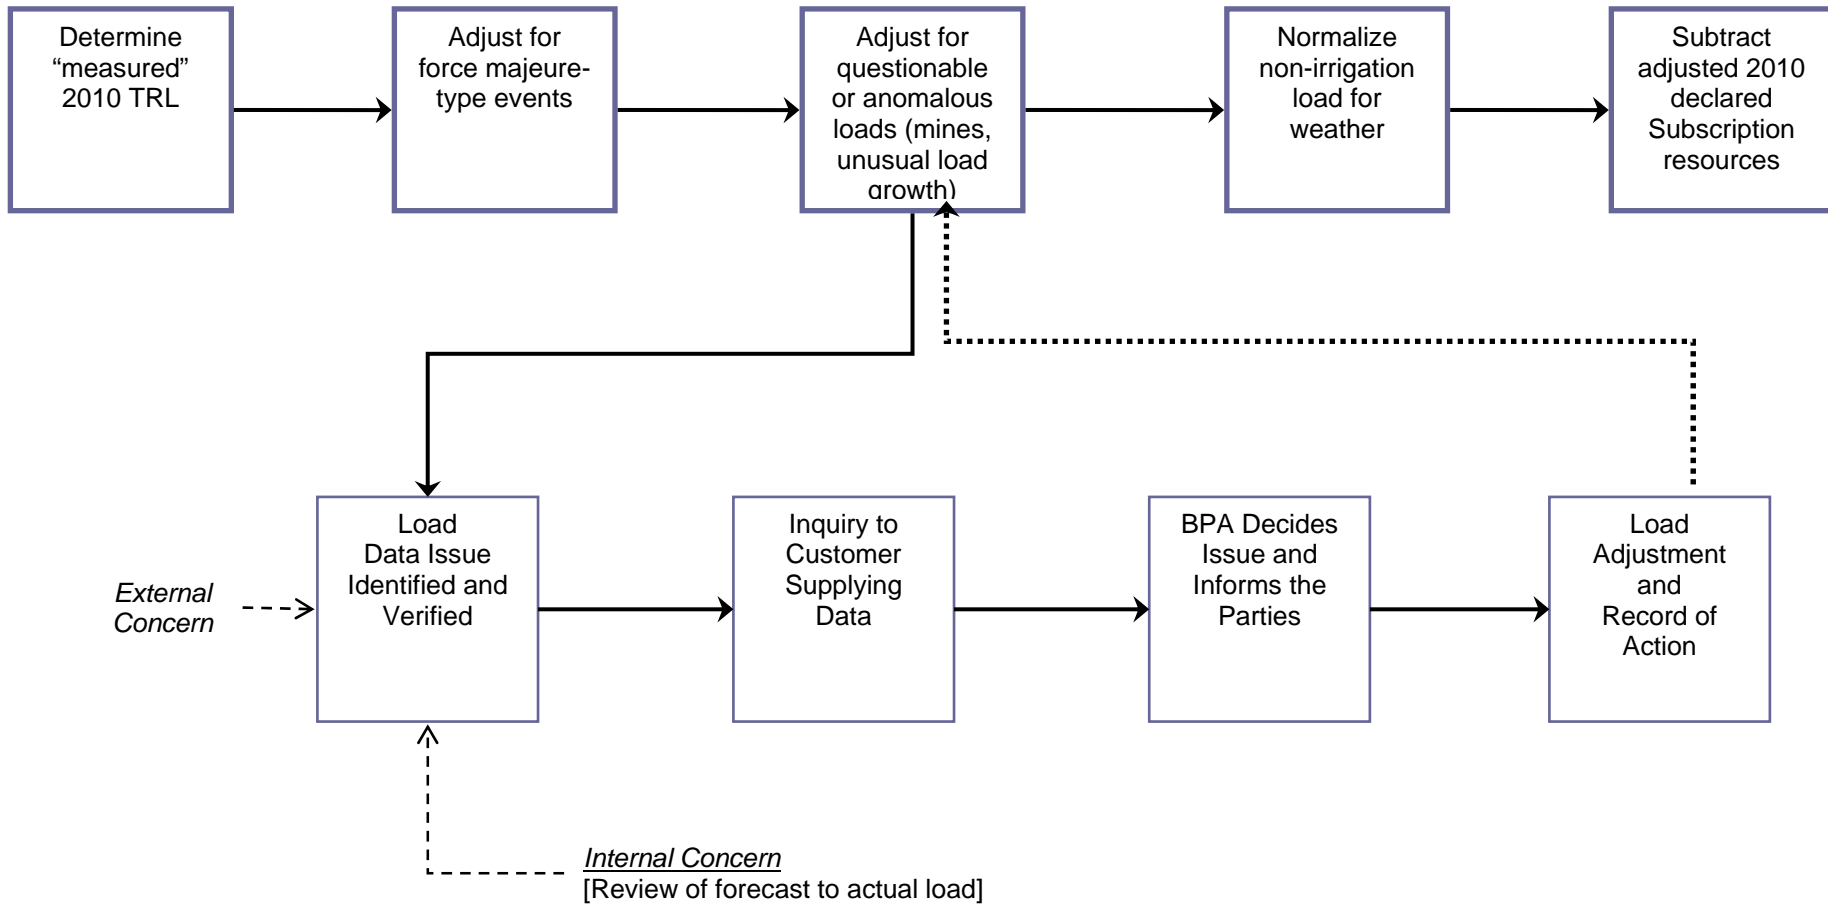 Determine
“measured”
2010 TRL
Adjust for
force majeure-
type events
Adjust for
questionable
or anomalous
loads (mines,
unusual load
growth)
Normalize
non-irrigation
load for
weather
Subtract
adjusted 2010
declared
Subscription
resources
External
Concern
Load
Data Issue
Identified and
Verified
Inquiry to
Customer
Supplying
Data
BPA Decides
Issue and
Informs the
Parties
Load
Adjustment
and
Record of
Action
Internal Concern
[Review of forecast to actual load]